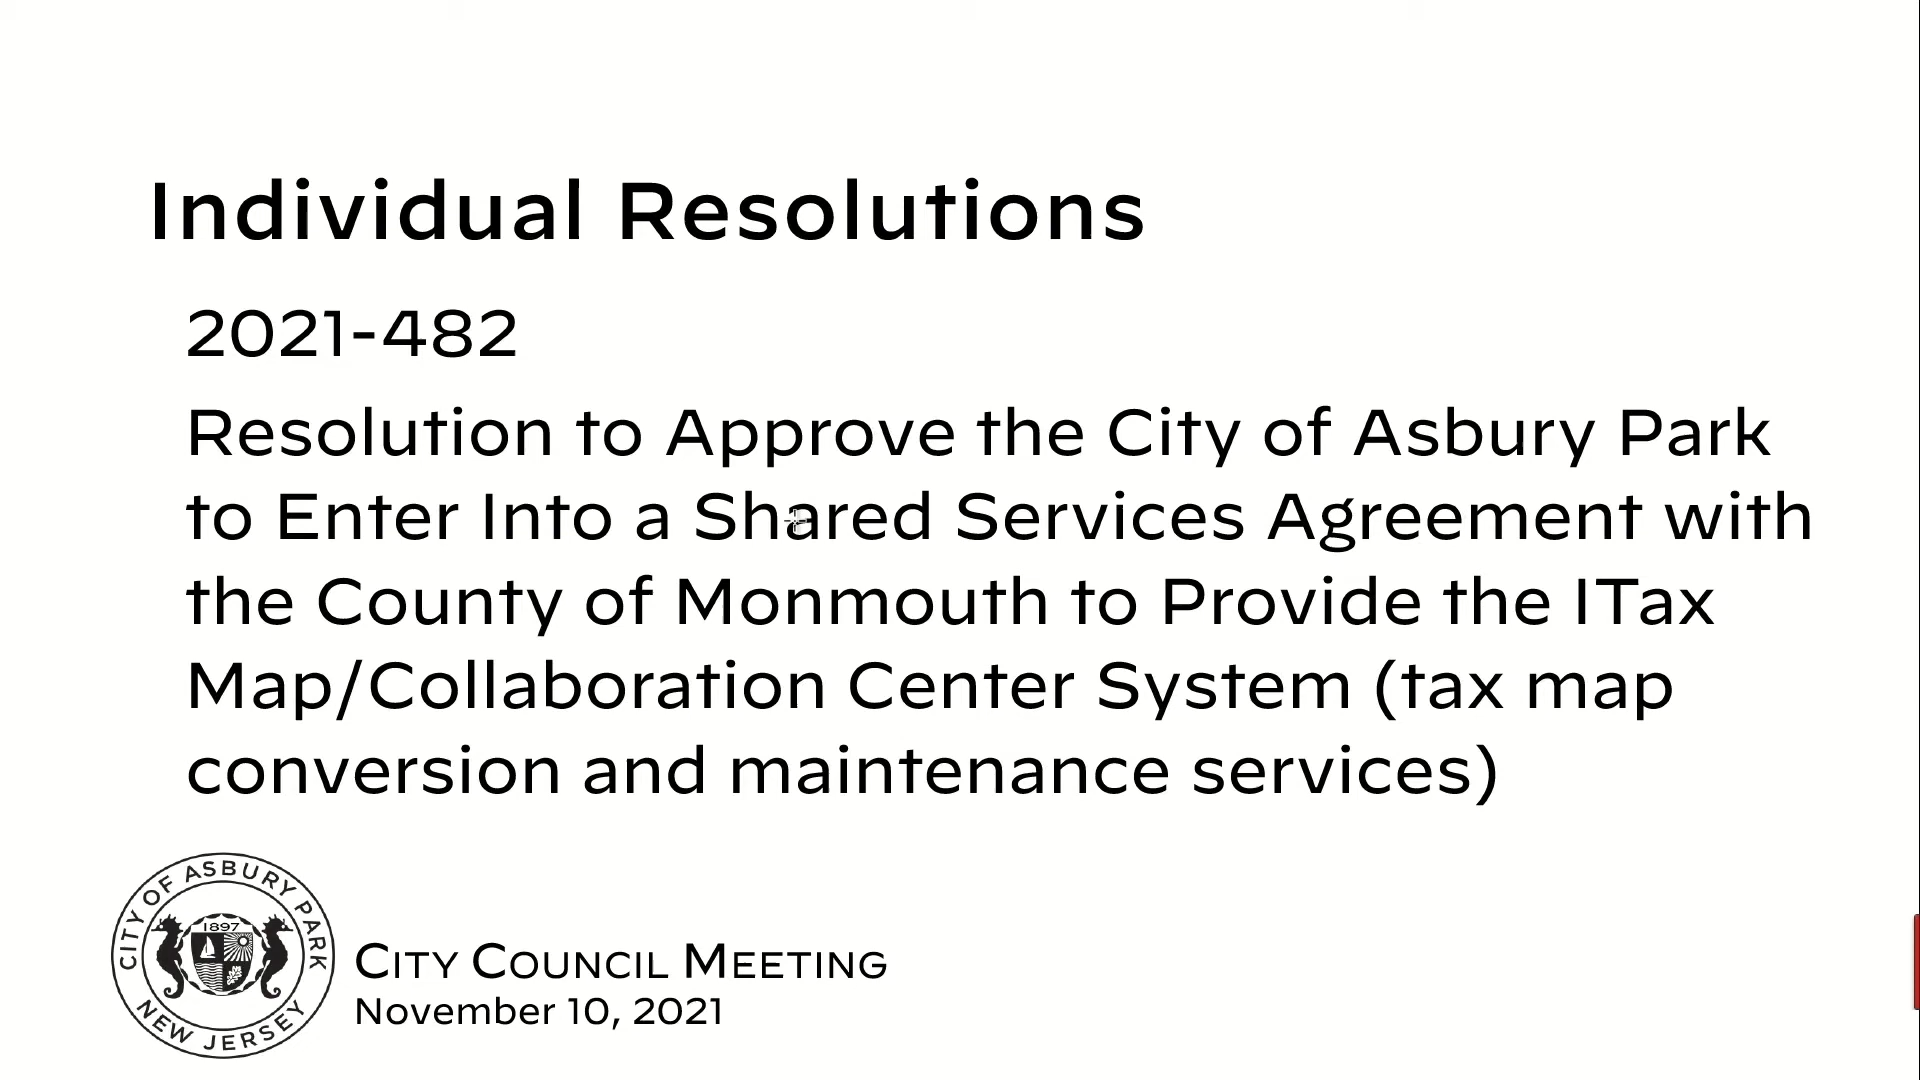 Individual Resolutions
2021-482
Resolution to Approve the City of Asbury Park
to Enter Into a Shared Services Agreement with
the County of Monmouth to Provide the ITax
Map/Collaboration Center System (tax map
conversion and maintenance services)
CITY OF ASBURY PARK
1897
NEW JERSEY
CITY COUNCIL MEETING
November 10, 2021